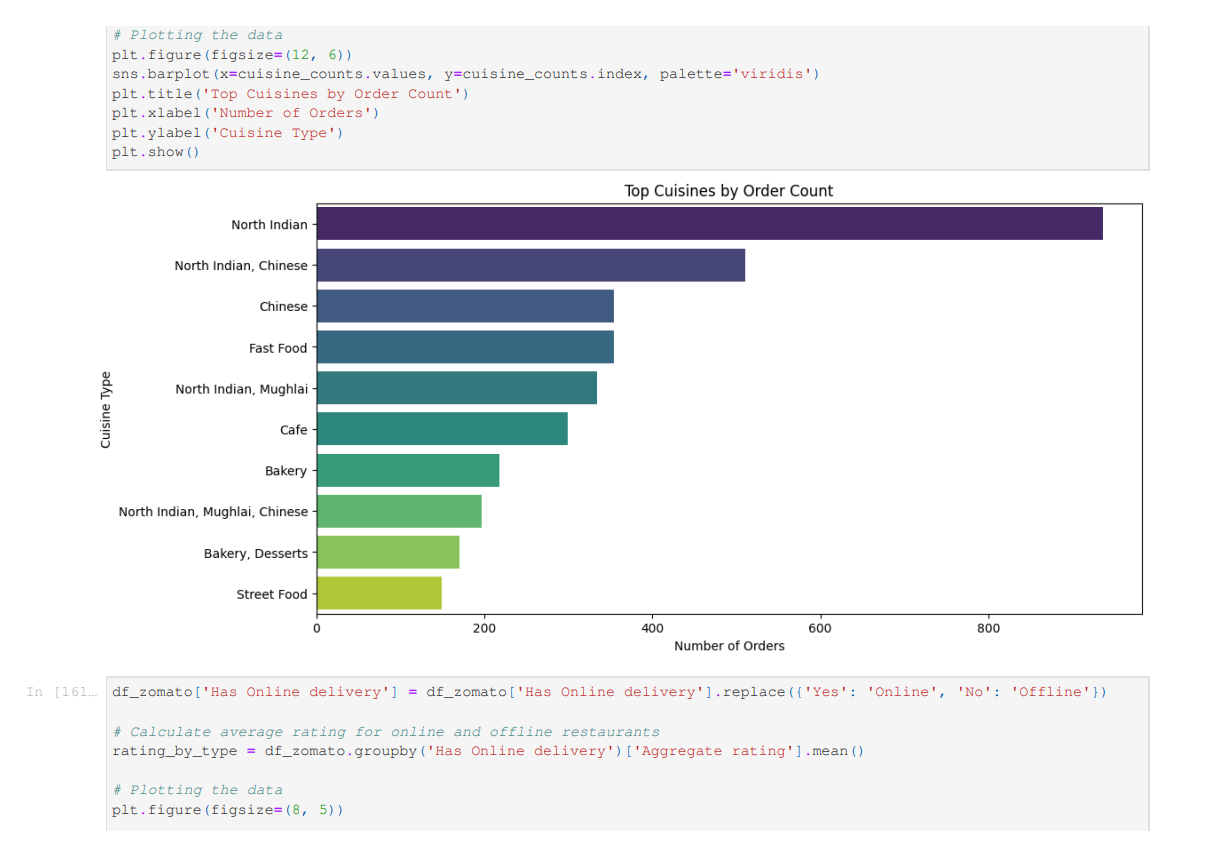 # Plotting the data
plt.figure(figsize=(12, 6))
sns.barplot(x=cuisine_counts.values, y=cuisine_counts.index, palette='viridis')
plt.title('Top Cuisines by Order Count')
plt.xlabel('Number of Orders')
plt.ylabel('Cuisine Type')
plt.show()
Top Cuisines by Order Count
Cuisine Type
North Indian
North Indian, Chinese
Chinese
Fast Food
North Indian, Mughlai
Cafe
Bakery
North Indian, Mughlai, Chinese
Bakery, Desserts
Street Food
0 200 400 600 800
Number of Orders
In [161…
df_zomato['Has Online delivery'] = df_zomato['Has Online delivery'].replace({'Yes': 'Online', 'No': 'Offline'})
# Calculate average rating for online and offline restaurants
rating_by_type = df_zomato.groupby('Has Online delivery')['Aggregate rating'].mean()
# Plotting the data
plt.figure(figsize=(8, 5))